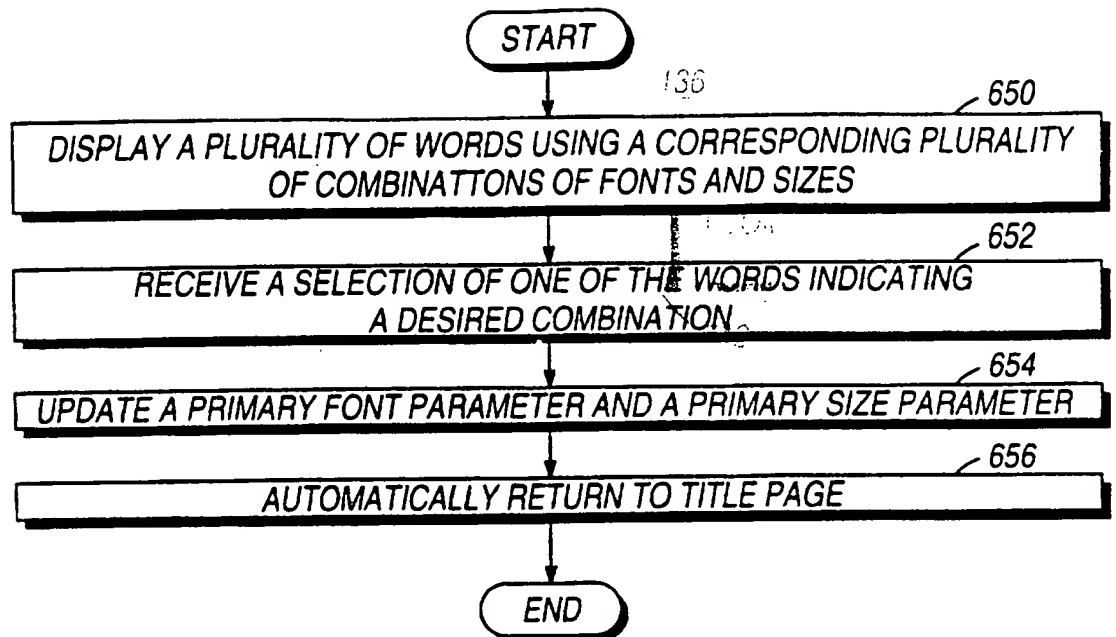 START
136
650
DISPLAY A PLURALITY OF WORDS USING A CORRESPONDING PLURALITY
OF COMBINATTONS OF FONTS AND SIZES
652
RECEIVE A SELECTION OF ONE OF THE WORDS INDICATING
A DESIRED COMBINATION
654
UPDATE A PRIMARY FONT PARAMETER AND A PRIMARY SIZE PARAMETER
656
AUTOMATICALLY RETURN TO TITLE PAGE
END